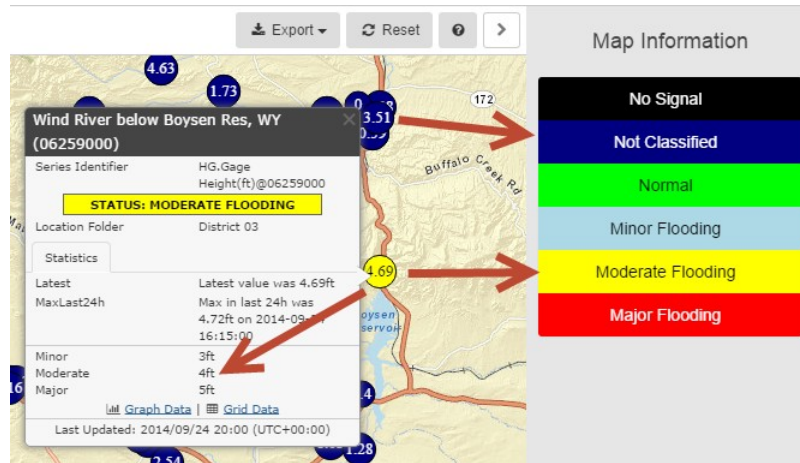 Export
Reset
Map Information
4.63
1.73
3.51
172
No Signal
Not Classified
Normal
Minor Flooding
Moderate Flooding
Major Flooding
Buffalo Creek Rd
Wind River below Boysen Res, WY
(06259000)
Series Identifier HG.Gage
Height(ft)@06259000
STATUS: MODERATE FLOODING
Location Folder District 03
Statistics
Latest Latest value was 4.69ft
MaxLast24h Max in last 24h was
4.72ft on 2014-09-
16:15:00
Minor 3ft
Moderate 4ft
Major 5ft
Graph Data | Grid Data
Last Updated: 2014/09/24 20:00 (UTC+00:00)
4.69
1.28
2.54